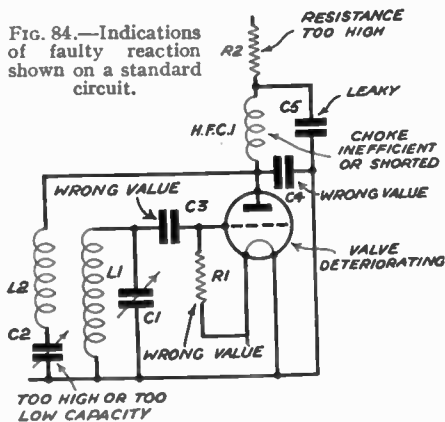 FIG. 84.—Indications
of faulty reaction
shown on a standard
circuit.
RESISTANCE
TOO HIGH
R2
H.F.C.1
C5
LEAKY
CHOKE
INEFFICIENT
OR SHORTED
WRONG VALUE
C3
C4
WRONG VALUE
L2
L1
C1
R1
VALVE
DETERIORATING
C2
WRONG VALUE
TOO HIGH OR TOO
LOW CAPACITY